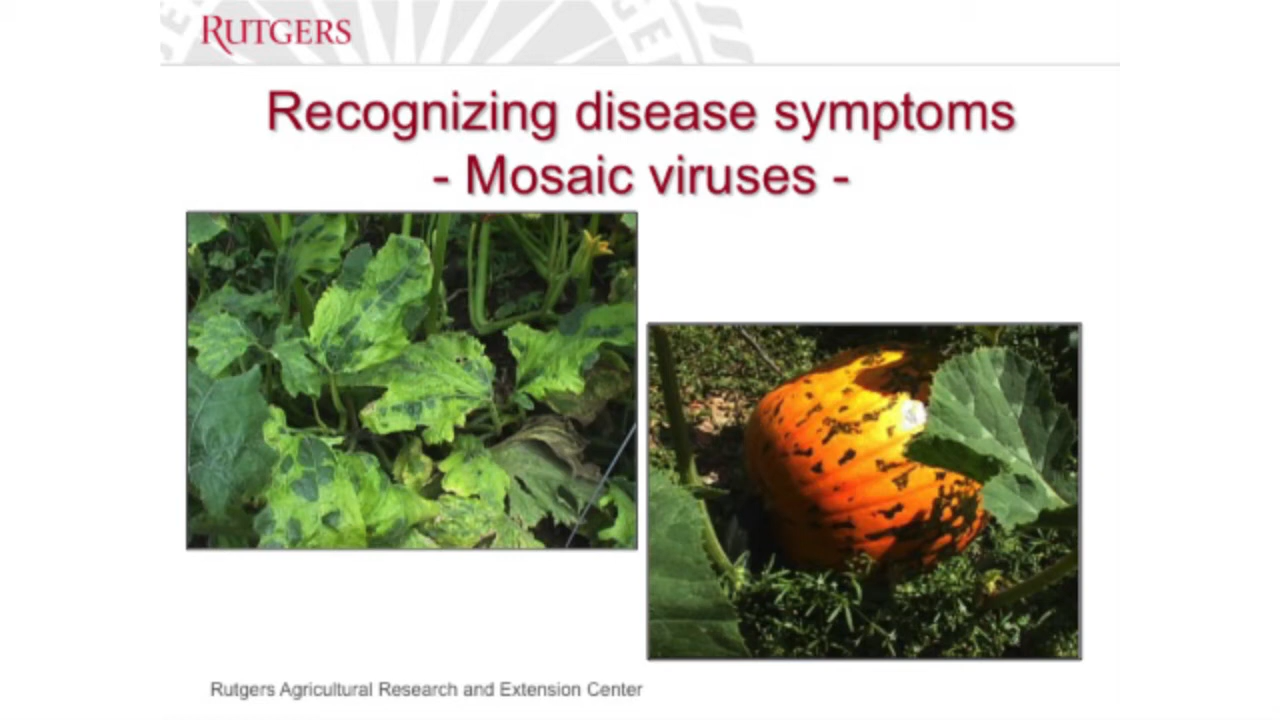 RUTGERS
Recognizing disease symptoms
- Mosaic viruses -
Rutgers Agricultural Research and Extension Center